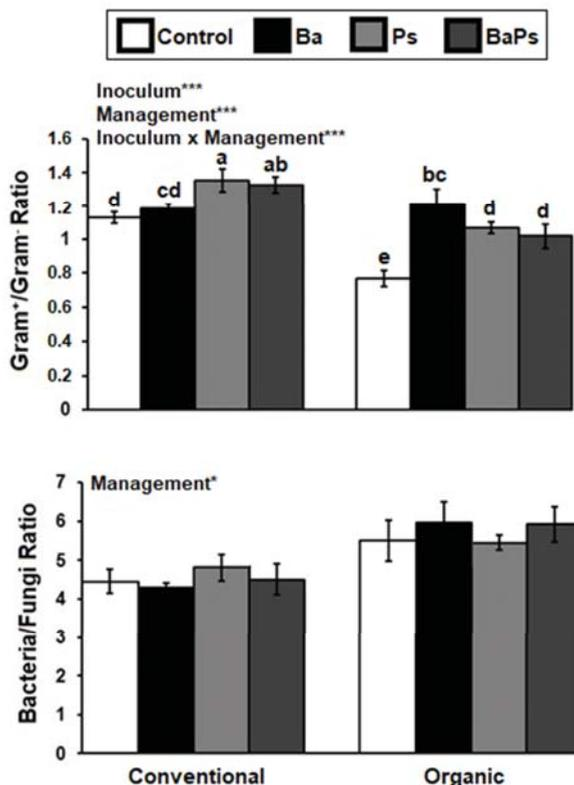 Control Ba Ps BaPs
Inoculum***
Management***
Inoculum x Management***
Gram⁺/Gram⁻ Ratio
1.6
1.4
1.2
1
0.8
0.6
0.4
0.2
0
d cd a ab e bc d d
Management*
Bacteria/Fungi Ratio
7
6
5
4
3
2
1
0
Conventional Organic